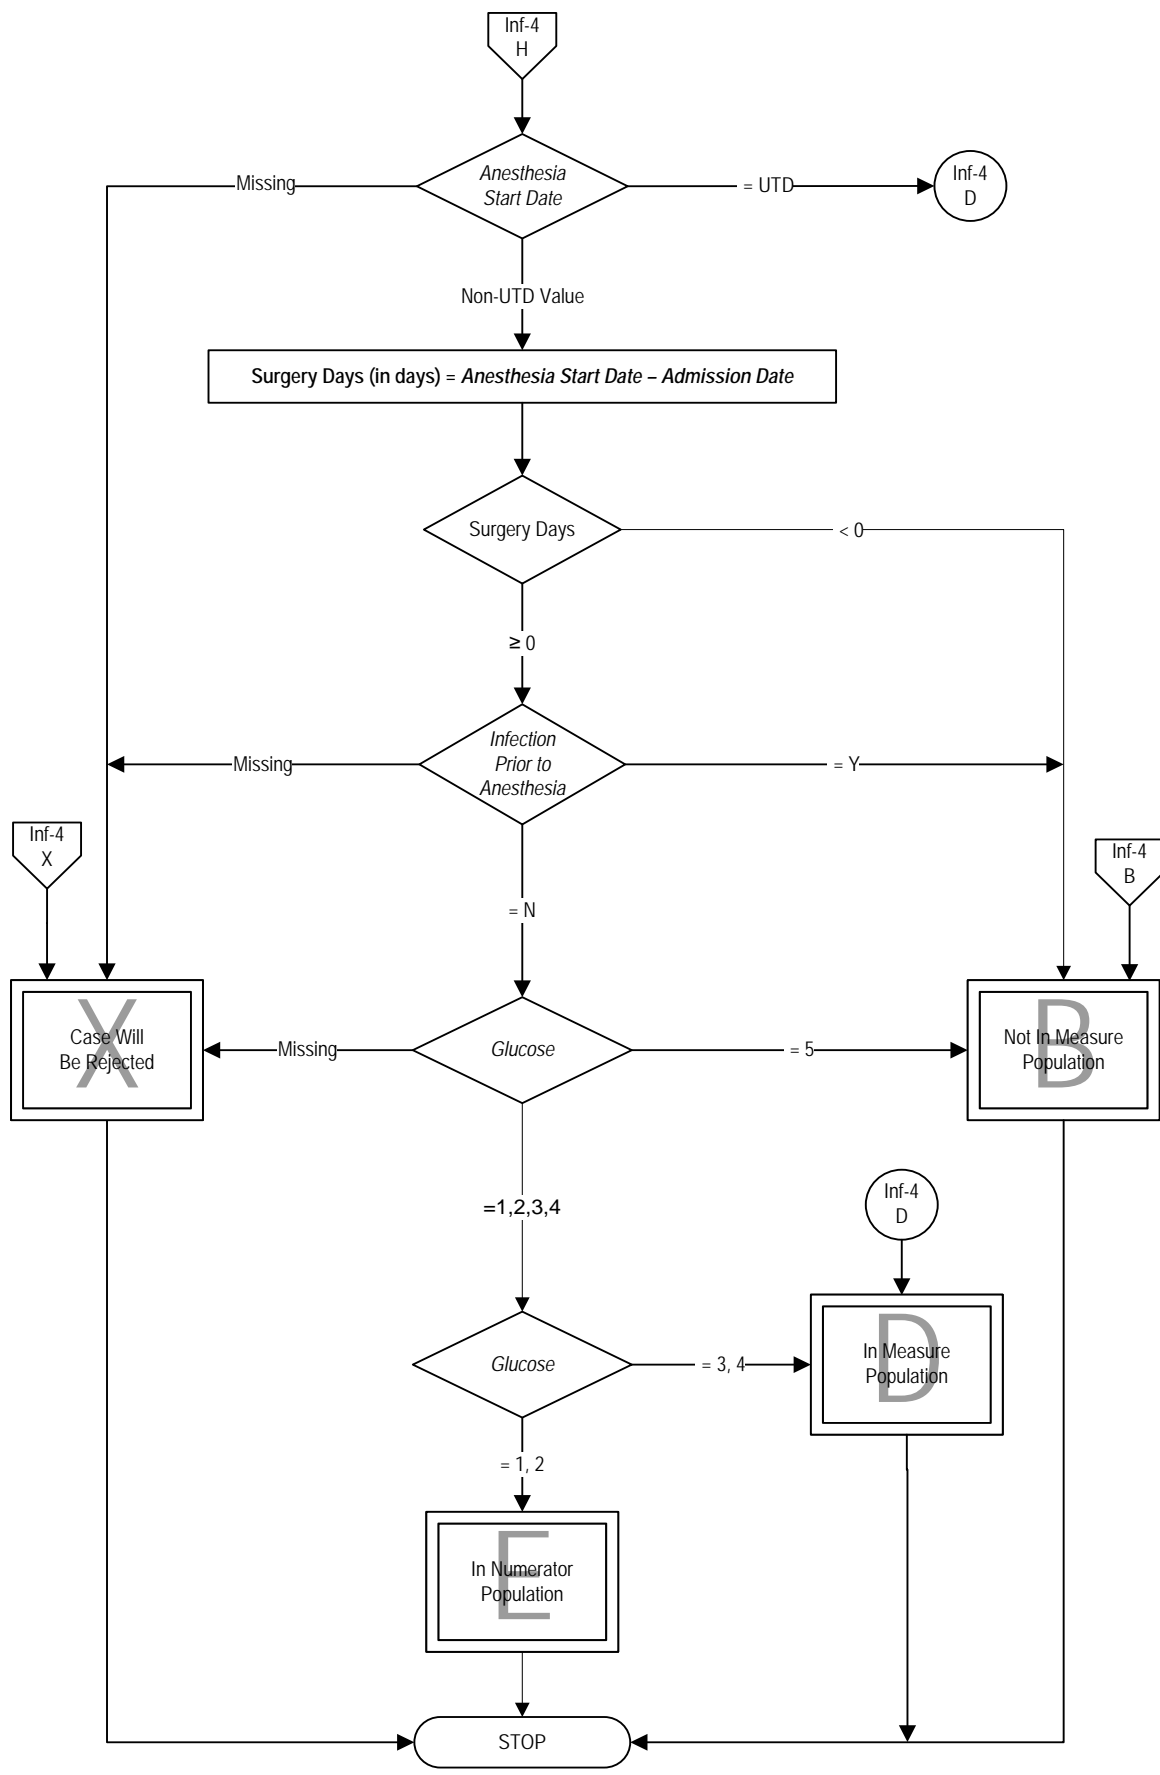 Inf-4
H
Anesthesia
Start Date
Missing
= UTD
Inf-4
D
Non-UTD Value
Surgery Days (in days) = Anesthesia Start Date – Admission Date
Surgery Days
< 0
≥ 0
Infection
Prior to
Anesthesia
Missing
= Y
Inf-4
X
Inf-4
B
= N
X
Case Will
Be Rejected
Missing
Glucose
= 5
B
Not In Measure
Population
=1,2,3,4
Inf-4
D
Glucose
= 3, 4
D
In Measure
Population
= 1, 2
E
In Numerator
Population
STOP